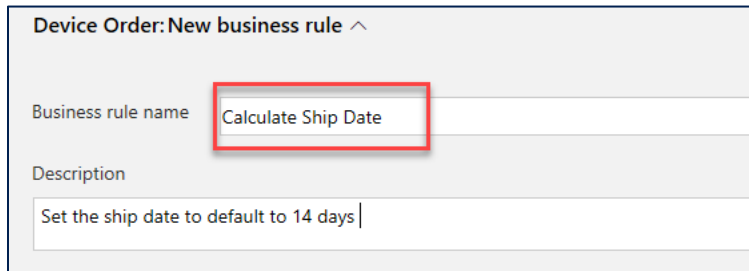 Device Order: New business rule
Business rule name
Calculate Ship Date
Description
Set the ship date to default to 14 days